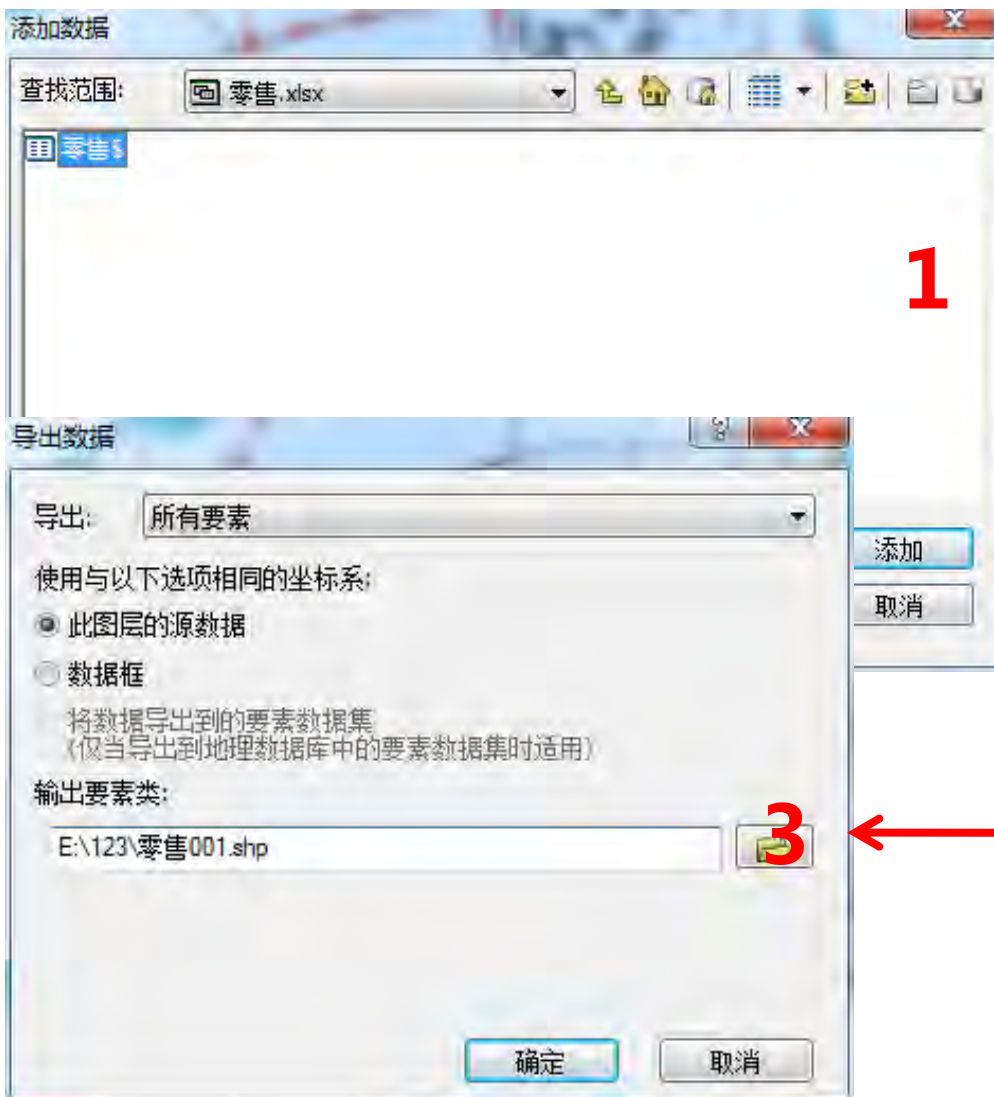 添加数据
查找范围: 零售.xlsx
零售$
1
导出数据
导出: 所有要素
使用与以下选项相同的坐标系:
此图层的源数据
数据框
将数据导出到的要素数据集
(仅当导出到地理数据库中的要素数据集时适用)
输出要素类:
E:\123\零售001.shp
3
确定 取消
添加
取消